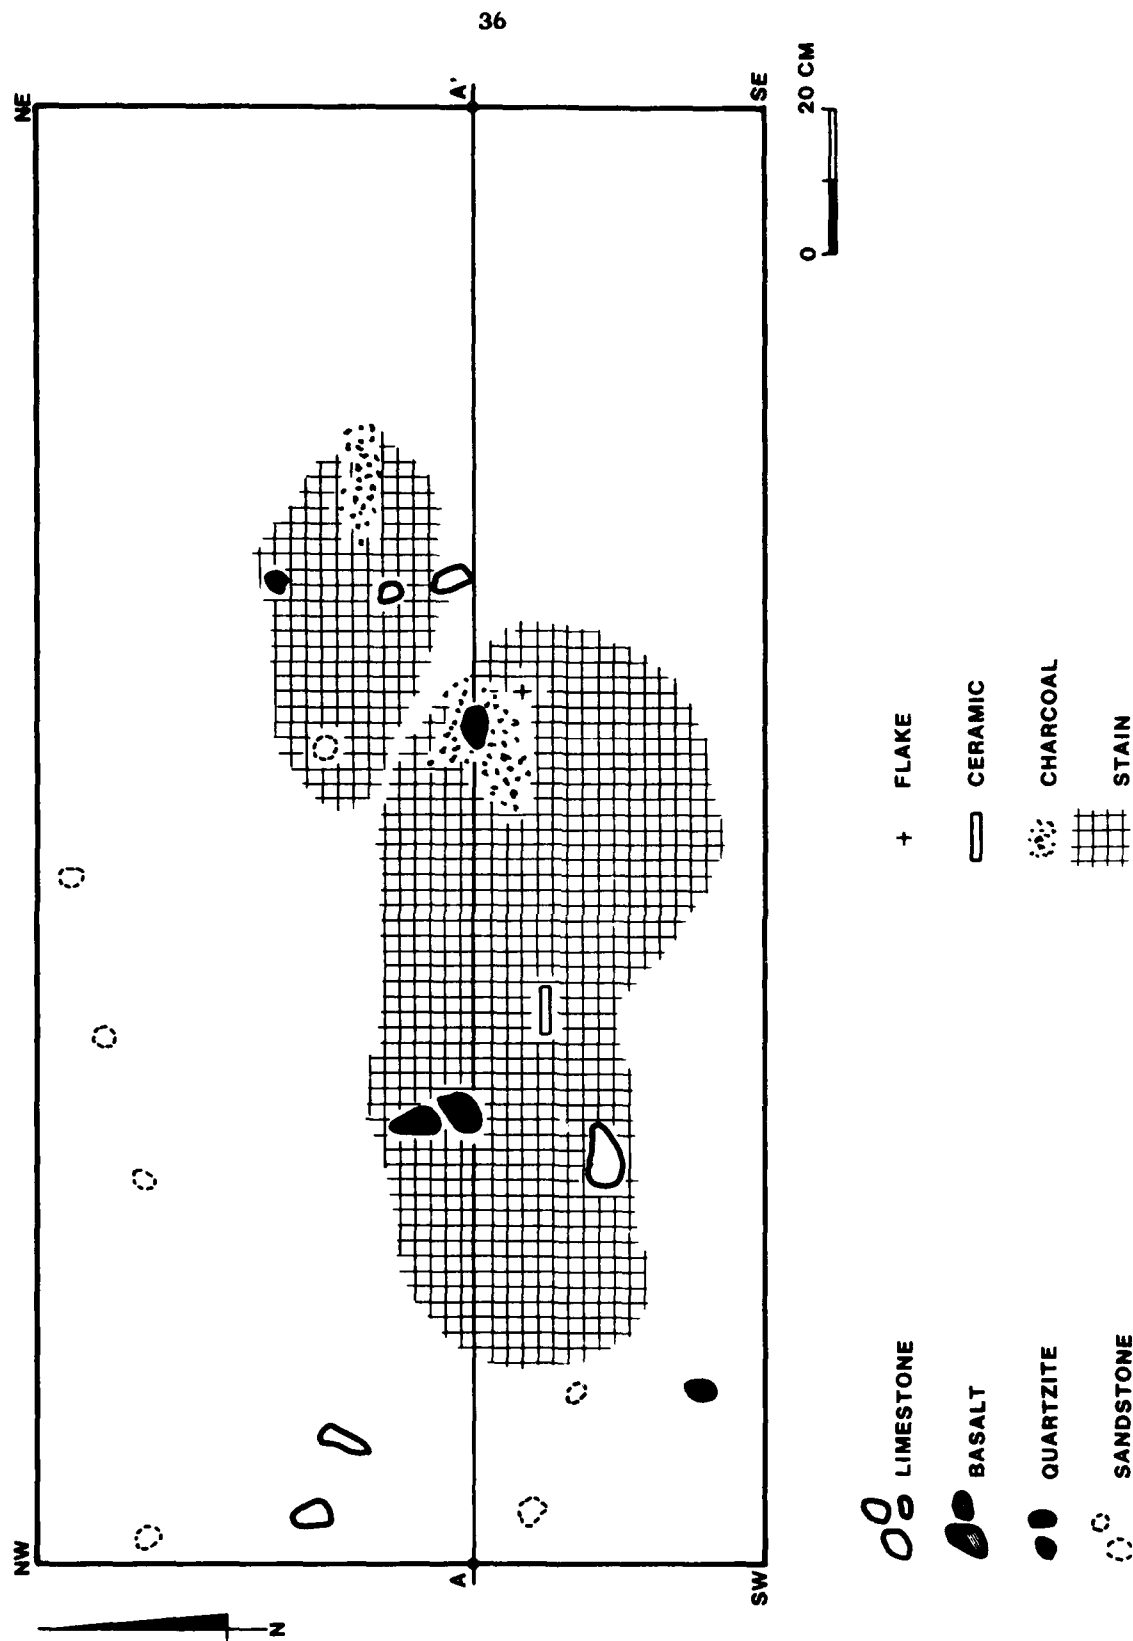 36
NW
NE
A
A'
SW
SE
N
0 20 CM
LIMESTONE
BASALT
QUARTZITE
SANDSTONE
+ FLAKE
CERAMIC
CHARCOAL
STAIN